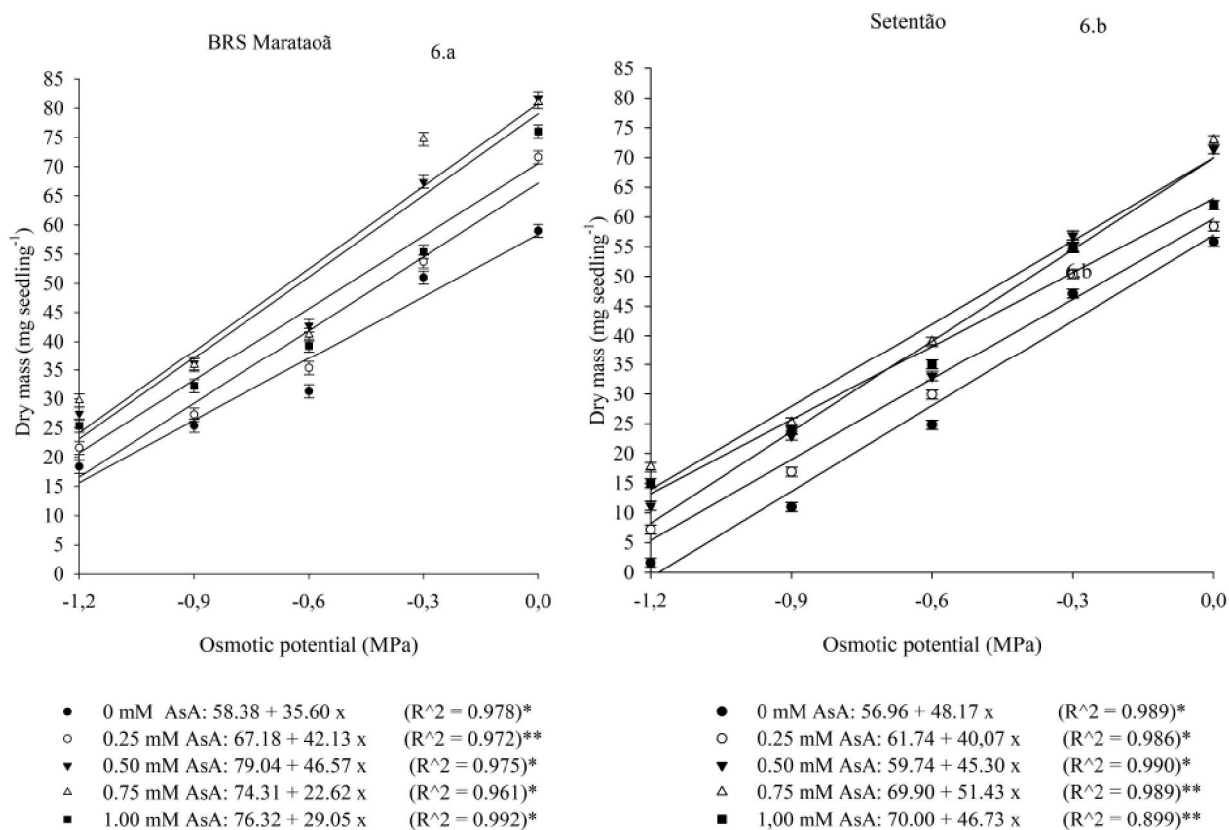 BRS Marataoã
6.a
85
80
75
70
65
60
55
50
45
40
35
30
25
20
15
10
5
0
Dry mass (mg seedling-1)
-1,2 -0,9 -0,6 -0,3 0,0
Osmotic potential (MPa)
0 mM AsA: 58.38 + 35.60 x (R^2 = 0.978)*
0.25 mM AsA: 67.18 + 42.13 x (R^2 = 0.972)**
0.50 mM AsA: 79.04 + 46.57 x (R^2 = 0.975)*
0.75 mM AsA: 74.31 + 22.62 x (R^2 = 0.961)*
1.00 mM AsA: 76.32 + 29.05 x (R^2 = 0.992)*
Setentão
6.b
85
80
75
70
65
60
55
50
45
40
35
30
25
20
15
10
5
0
Dry mass (mg seedling-1)
6.b
-1,2 -0,9 -0,6 -0,3 0,0
Osmotic potential (MPa)
0 mM AsA: 56.96 + 48.17 x (R^2 = 0.989)*
0.25 mM AsA: 61.74 + 40,07 x (R^2 = 0.986)*
0.50 mM AsA: 59.74 + 45.30 x (R^2 = 0.990)*
0.75 mM AsA: 69.90 + 51.43 x (R^2 = 0.989)**
1,00 mM AsA: 70.00 + 46.73 x (R^2 = 0.899)**